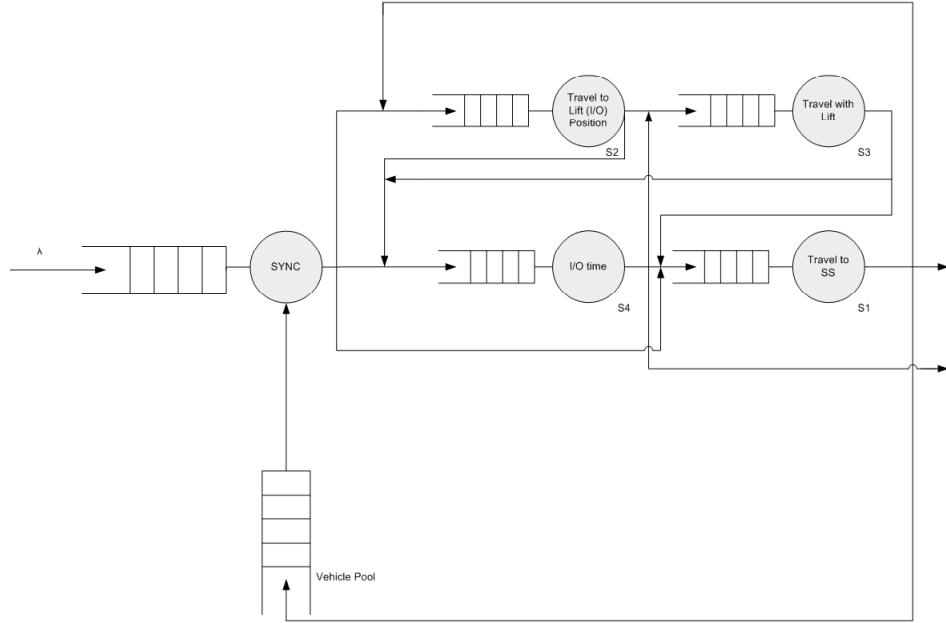 Travel to
Lift (I/O)
Position
S2
Travel with
Lift
S3
λ
SYNC
I/O time
S4
Travel to
SS
S1
Vehicle Pool